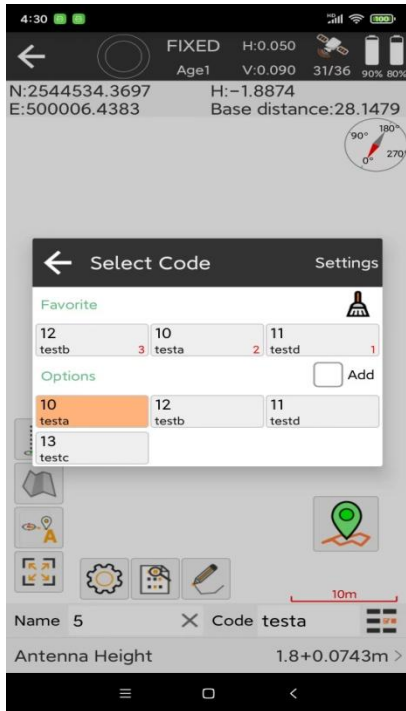 4:30
HD 100
FIXED H:0.050
Age1 V:0.090 31/36 90% 80%
N:2544534.3697 H:-1.8874
E:500006.4383 Base distance:28.1479
90° 180°
0° 270°
Select Code Settings
Favorite
12 10 11
testb 3 testa 2 testd 1
Options Add
10 12 11
testa testb testd
13
testc
A
10m
Name 5 Code testa
Antenna Height 1.8+0.0743m >